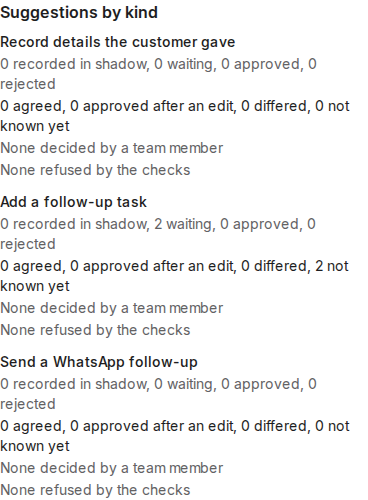 Suggestions by kind
Record details the customer gave
0 recorded in shadow, 0 waiting, 0 approved, 0
rejected
0 agreed, 0 approved after an edit, 0 differed, 0 not
known yet
None decided by a team member
None refused by the checks
Add a follow-up task
0 recorded in shadow, 2 waiting, 0 approved, 0
rejected
0 agreed, 0 approved after an edit, 0 differed, 2 not
known yet
None decided by a team member
None refused by the checks
Send a WhatsApp follow-up
0 recorded in shadow, 0 waiting, 0 approved, 0
rejected
0 agreed, 0 approved after an edit, 0 differed, 0 not
known yet
None decided by a team member
None refused by the checks